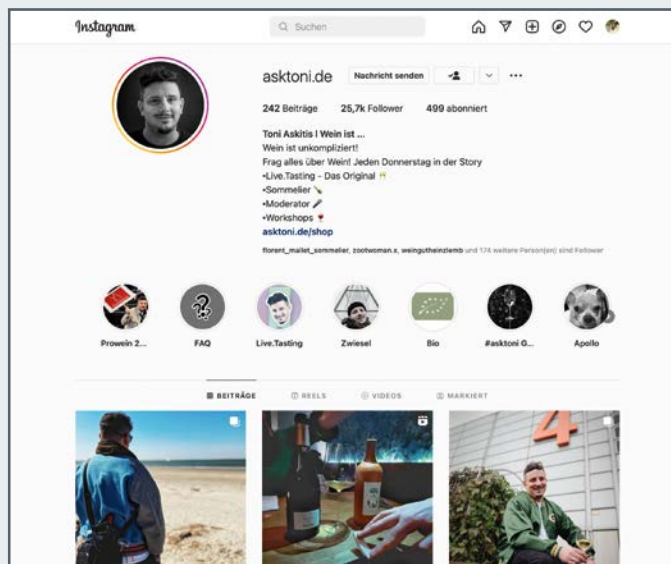 Instagram
Suchen
asktoni.de Nachricht senden
242 Beiträge 25,7k Follower 499 abonniert
Toni Askitis I Wein ist ...
Wein ist unkompliziert!
Frag alles über Wein! Jeden Donnerstag in der Story
•Live.Tasting - Das Original 🥂
•Sommelier 🍾
•Moderator 🎤
•Workshops 🍷
asktoni.de/shop
florent_mallet_sommelier, zootwoman.x, weingutheinzlemb und 174 weitere Person(en) sind Follower
Prowein 2... FAQ Live.Tasting Zwiesel Bio #asktoni G... Apollo
BEITRÄGE REELS VIDEOS MARKIERT
4